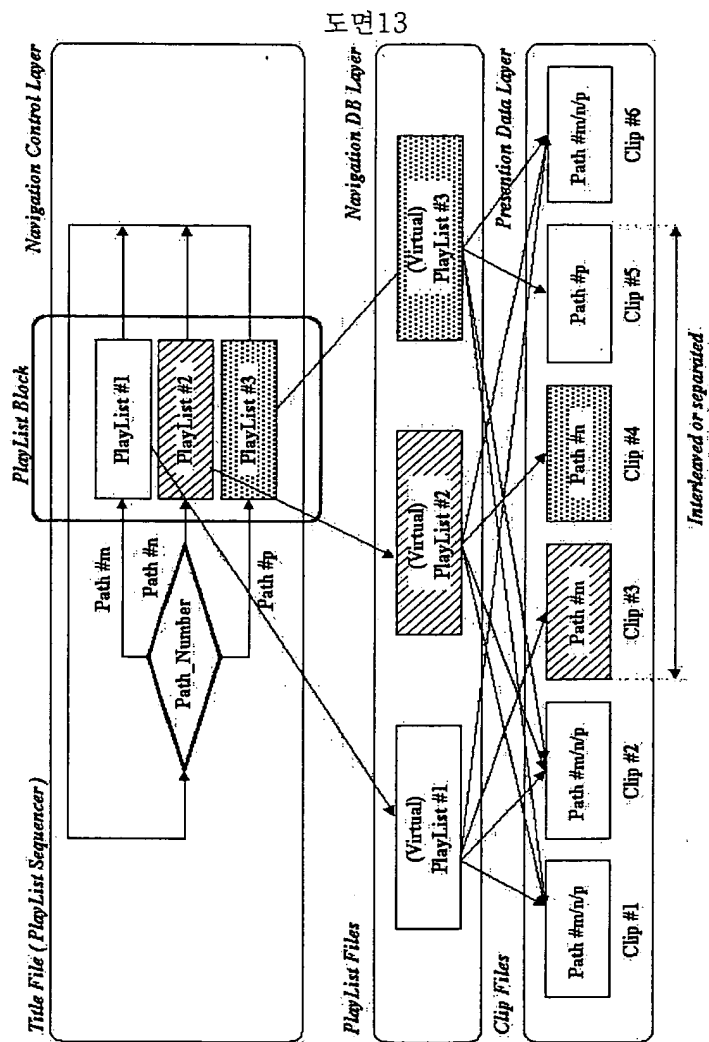 도면13
Title File ( PlayList Sequencer )
Navigation Control Layer
PlayList Block
Path_Number
Path #m
Path #n
Path #p
PlayList #1
PlayList #2
PlayList #3
PlayList Files
Navigation DB Layer
(Virtual)
PlayList #1
(Virtual)
PlayList #2
(Virtual)
PlayList #3
Clip Files
Presention Data Layer
Path #m/n/p
Path #m/n/p
Path #m
Path #n
Path #p
Path #m/n/p
Clip #1
Clip #2
Clip #3
Clip #4
Clip #5
Clip #6
Interleaved or separated